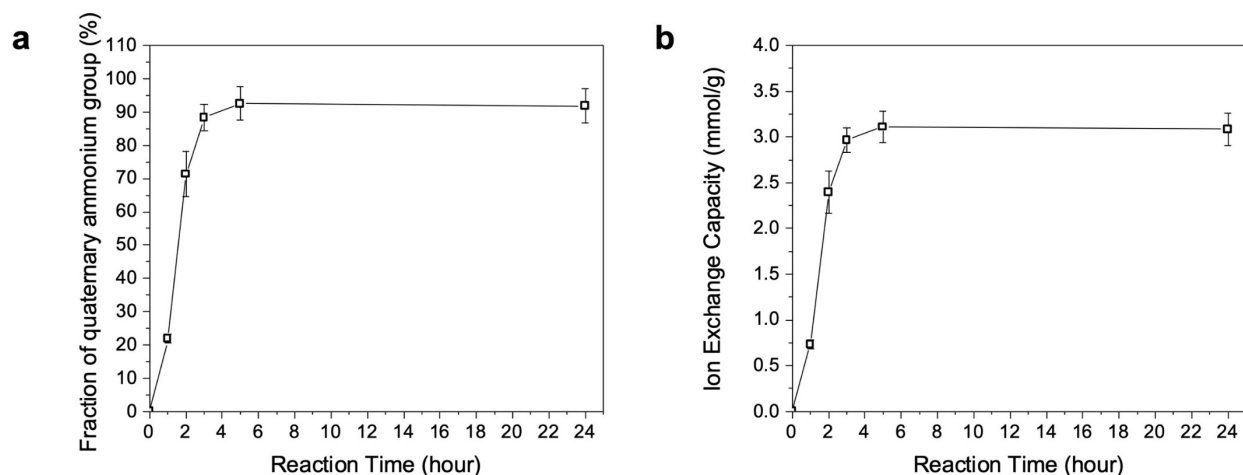 a
Fraction of quaternary ammonium group (%)
110
100
90
80
70
60
50
40
30
20
10
0
0 2 4 6 8 10 12 14 16 18 20 22 24
Reaction Time (hour)
b
Ion Exchange Capacity (mmol/g)
4.0
3.5
3.0
2.5
2.0
1.5
1.0
0.5
0.0
0 2 4 6 8 10 12 14 16 18 20 22 24
Reaction Time (hour)